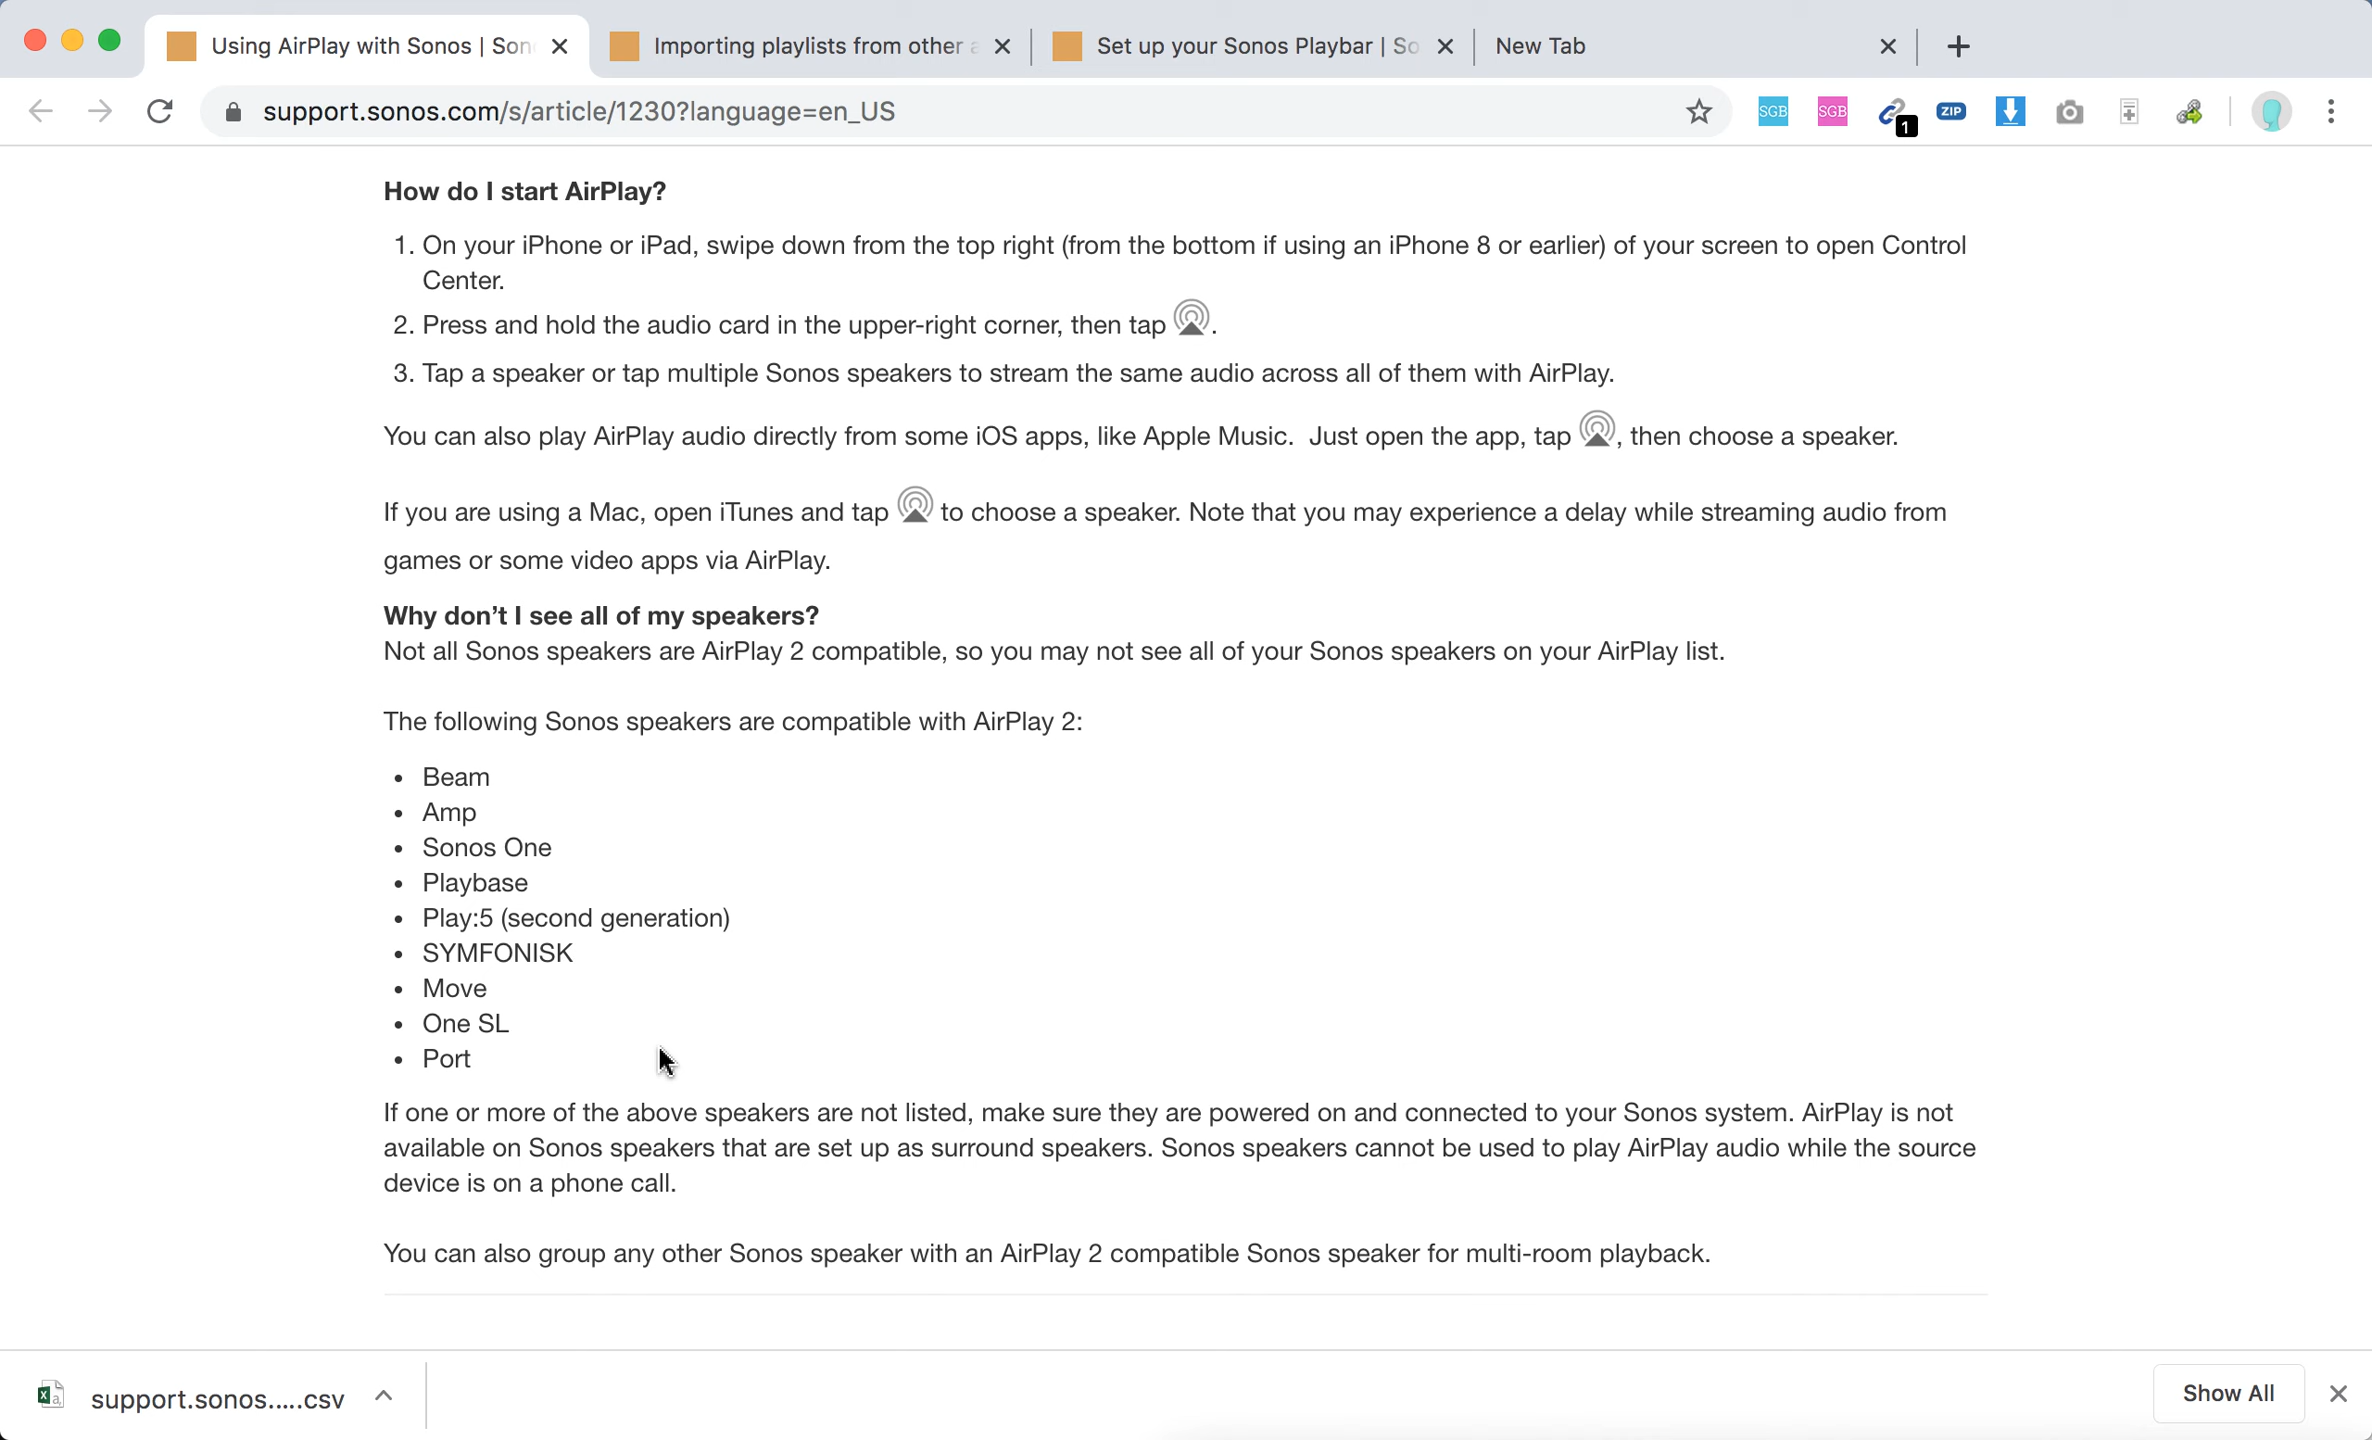 Using AirPlay with Sonos | Son
Importing playlists from other a
Set up your Sonos Playbar | So
New Tab
support.sonos.com/s/article/1230?language=en_US
SGB
SGB
1
ZIP
How do I start AirPlay?
1. On your iPhone or iPad, swipe down from the top right (from the bottom if using an iPhone 8 or earlier) of your screen to open Control
Center.
2. Press and hold the audio card in the upper-right corner, then tap .
3. Tap a speaker or tap multiple Sonos speakers to stream the same audio across all of them with AirPlay.
You can also play AirPlay audio directly from some iOS apps, like Apple Music. Just open the app, tap , then choose a speaker.
If you are using a Mac, open iTunes and tap to choose a speaker. Note that you may experience a delay while streaming audio from
games or some video apps via AirPlay.
Why don’t I see all of my speakers?
Not all Sonos speakers are AirPlay 2 compatible, so you may not see all of your Sonos speakers on your AirPlay list.
The following Sonos speakers are compatible with AirPlay 2:
• Beam
• Amp
• Sonos One
• Playbase
• Play:5 (second generation)
• SYMFONISK
• Move
• One SL
• Port
If one or more of the above speakers are not listed, make sure they are powered on and connected to your Sonos system. AirPlay is not
available on Sonos speakers that are set up as surround speakers. Sonos speakers cannot be used to play AirPlay audio while the source
device is on a phone call.
You can also group any other Sonos speaker with an AirPlay 2 compatible Sonos speaker for multi-room playback.
support.sonos.....csv
Show All